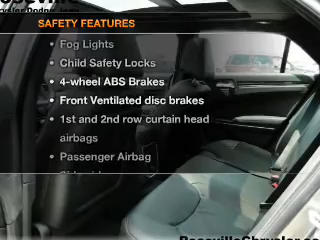 SAFETY FEATURES
• Fog Lights
• Child Safety Locks
• 4-wheel ABS Brakes
• Front Ventilated disc brakes
• 1st and 2nd row curtain head
airbags
• Passenger Airbag